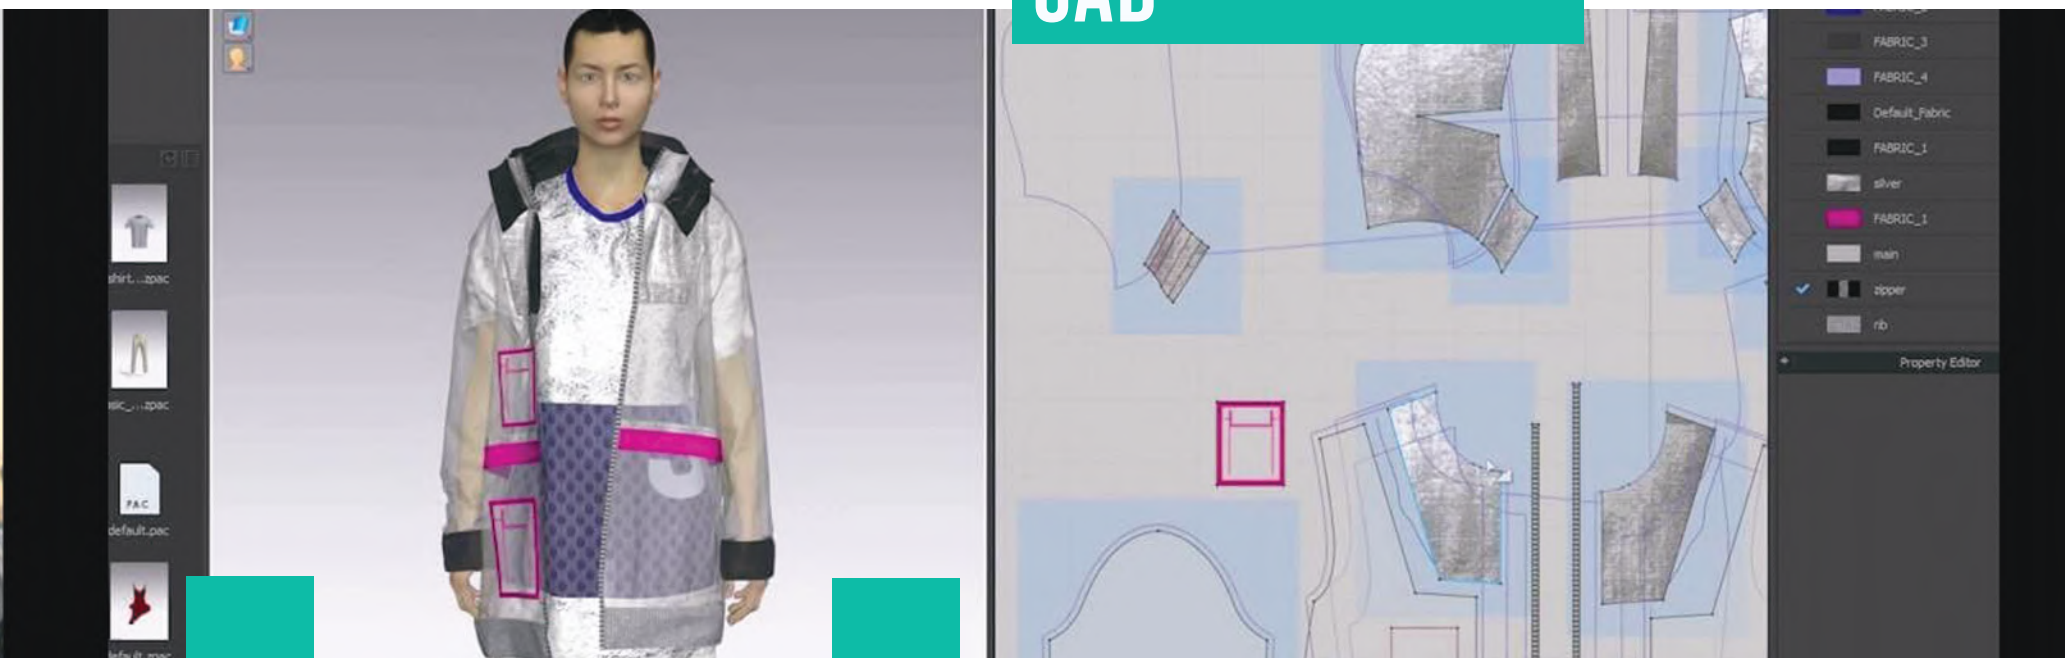 CAD
FABRIC_3
FABRIC_4
Default_Fabric
FABRIC_1
silver
FABRIC_1
main
zipper
rib
Property Editor
shirt...zpac
sic_...zpac
PAC
default.pac
default.zpac